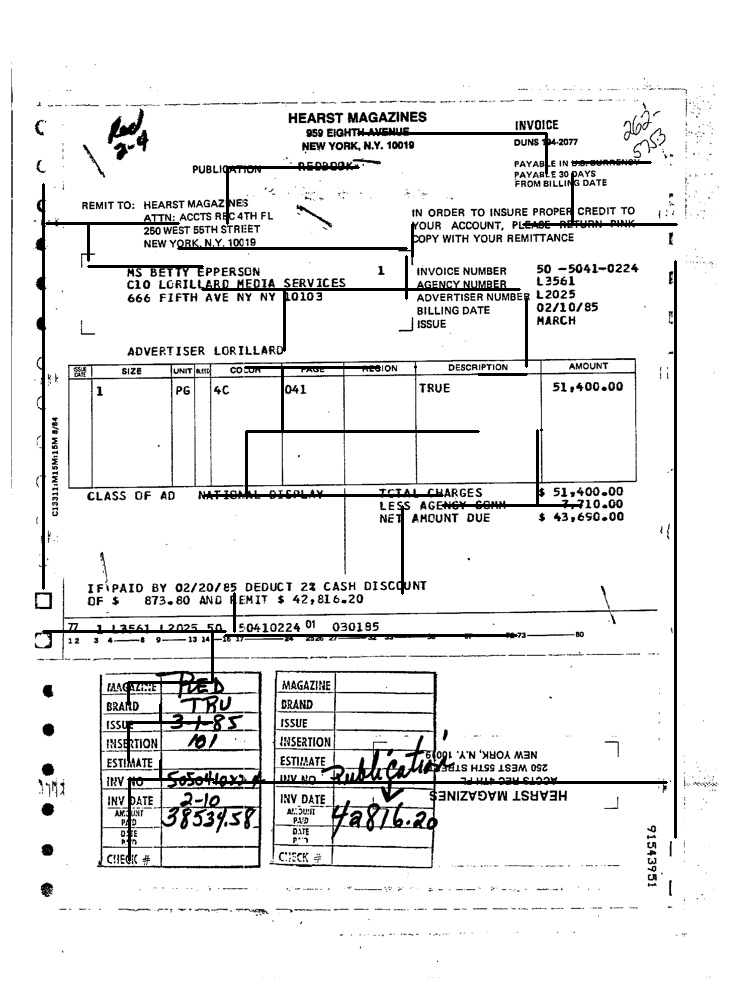 HEARST MAGAZINES
959 EIGHTH AVENUE
NEW YORK, N.Y. 10019
INVOICE
DUNS
262-
5253
Red
2-4
PUBLICATION REDBOOK
PAYABLE IN U.S. CURRENCY
PAYABLE 30 DAYS
FROM BILLING DATE
REMIT TO: HEARST MAGAZINES
ATTN: ACCTS REC 4TH FL
250 WEST 55TH STREET
NEW YORK, N.Y. 10019
IN ORDER TO INSURE PROPER CREDIT TO
YOUR ACCOUNT, PLEASE RETURN PINK
COPY WITH YOUR REMITTANCE
MS BETTY EPPERSON 1
C10 LORILLARD MEDIA SERVICES
666 FIFTH AVE NY NY 10103
INVOICE NUMBER 50 -5041-0224
AGENCY NUMBER L3561
ADVERTISER NUMBER L2025
BILLING DATE 02/10/85
ISSUE MARCH
ADVERTISER LORILLARD
ISSUE DATE SIZE UNIT BLEED COLOR PAGE REGION DESCRIPTION AMOUNT
1 PG 4C 041 TRUE 51,400.00
C13311:M15M:15M 8/84
CLASS OF AD NATIONAL DISPLAY
TOTAL CHARGES $ 51,400.00
LESS AGENCY COMM 7,710.00
NET AMOUNT DUE $ 43,690.00
IF PAID BY 02/20/85 DEDUCT 2% CASH DISCOUNT
OF $ 873.80 AND REMIT $ 42,816.20
77 1 L3561 L2025 50 50410224 01 030185
1 2 3 4 8 9 13 14 16 17 24 25 26 27 32 33 73 80
MAGAZINE RED
BRAND TRU
ISSUE 3-1-85
INSERTION 101
ESTIMATE
INV NO 5050410224
INV DATE 2-10
AMOUNT PAID 38534.58
DATE P'D
CHECK #
MAGAZINE
BRAND
ISSUE
INSERTION
ESTIMATE
INV NO Publication
INV DATE
AMOUNT PAID 42816.20
DATE P'D
CHECK #
HEARST MAGAZINES
ACCTS REC 4TH FL
250 WEST 55TH STREET
NEW YORK, N.Y. 10019
91543951